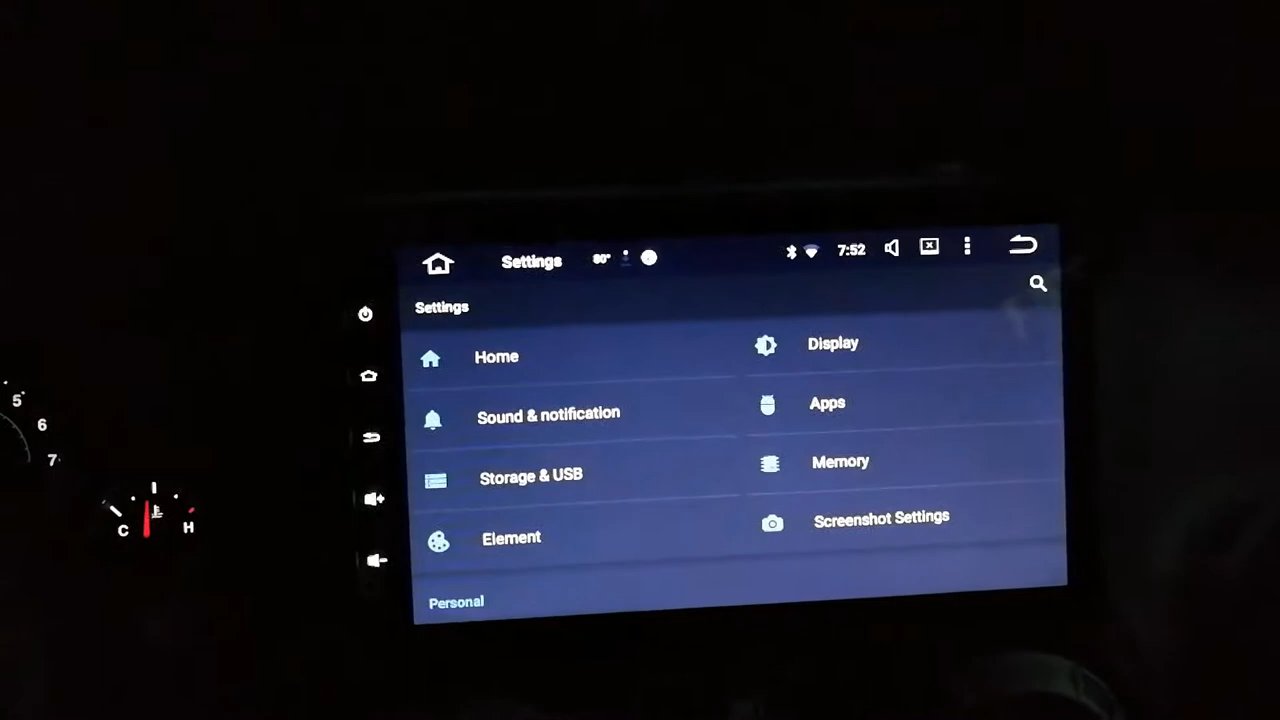 Settings 80° 7:52
Settings
Home
Display
Sound & notification
Apps
Storage & USB
Memory
Element
Screenshot Settings
Personal
5
6
7
C H